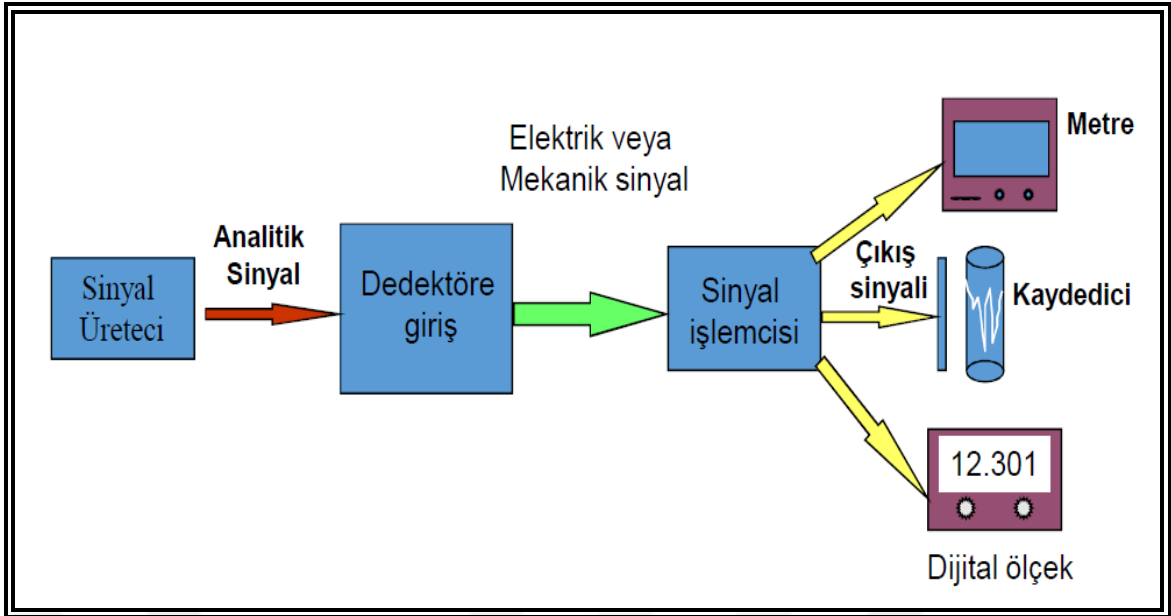 Elektrik veya
Mekanik sinyal
Metre
Analitik
Sinyal
Sinyal
Üreteci
Dedektöre
giriş
Sinyal
işlemcisi
Çıkış
sinyali
Kaydedici
12.301
Dijital ölçek